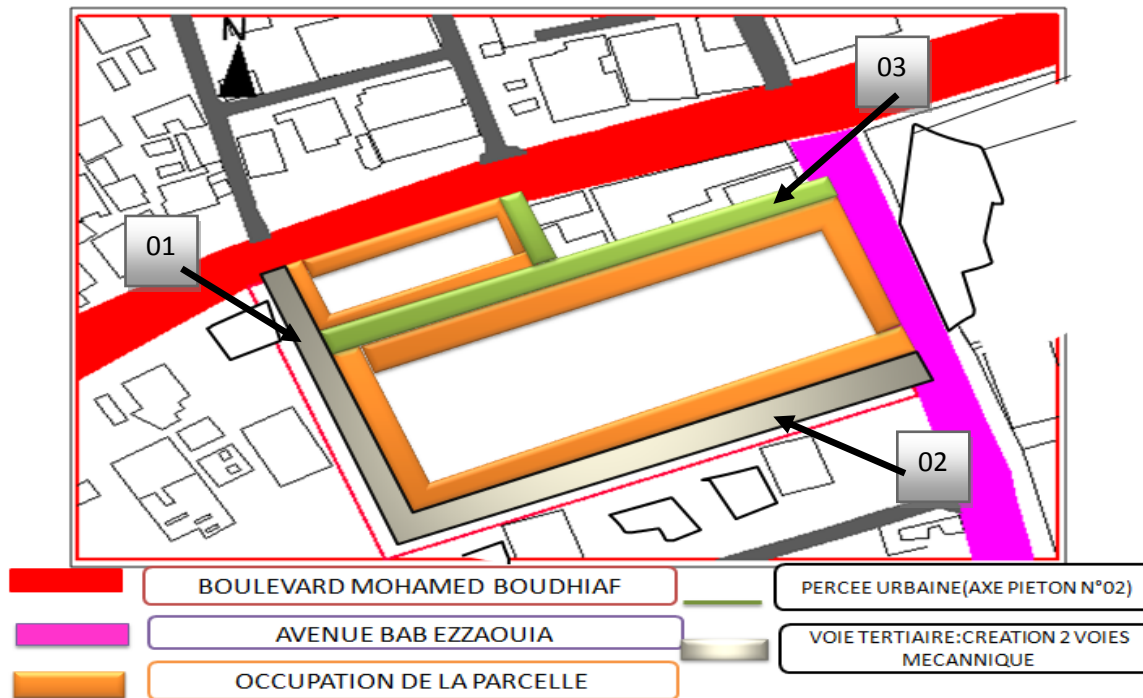 N
03
01
02
BOULEVARD MOHAMED BOUDHIAF
PERCEE URBAINE(AXE PIETON N°02)
AVENUE BAB EZZAOUIA
VOIE TERTIAIRE:CREATION 2 VOIES
MECANNIQUE
OCCUPATION DE LA PARCELLE